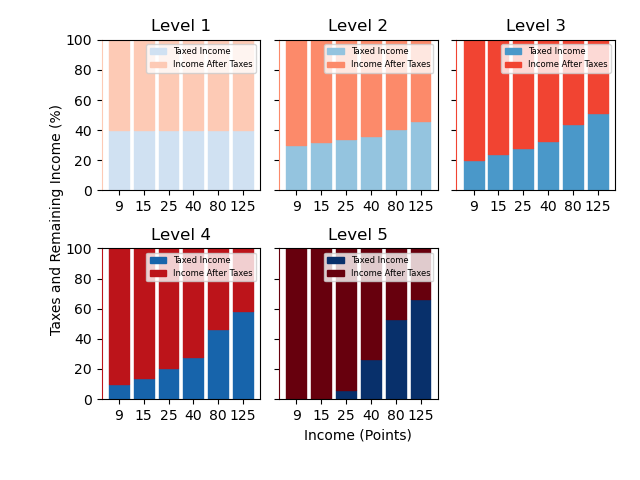 Level 1
Level 2
Level 3
Taxed Income
Income After Taxes
Taxed Income
Income After Taxes
Taxed Income
Income After Taxes
100
80
60
40
20
0
9 15 25 40 80 125
9 15 25 40 80 125
9 15 25 40 80 125
Taxes and Remaining Income (%)
Level 4
Level 5
Taxed Income
Income After Taxes
Taxed Income
Income After Taxes
100
80
60
40
20
0
9 15 25 40 80 125
9 15 25 40 80 125
Income (Points)